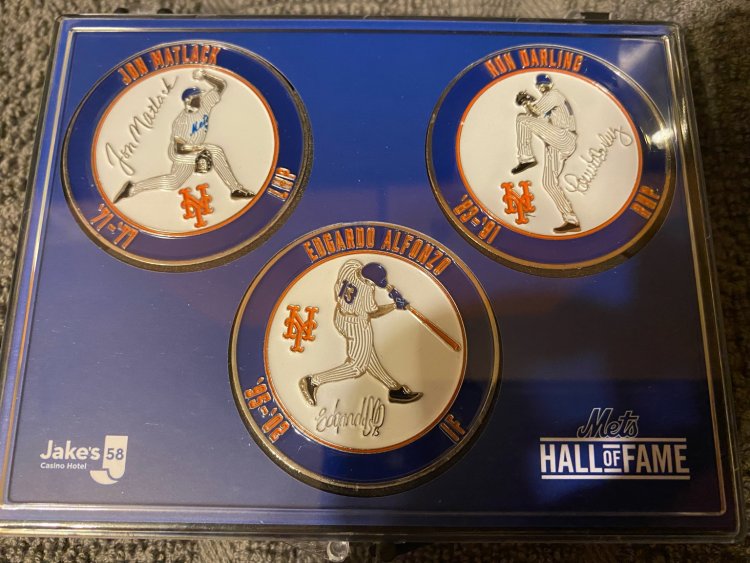 JON MATLACK
Jon Matlack
Mets
NY
LHP
'71-'77
RON DARLING
NY
RHP
'83-'91
EDGARDO ALFONZO
13
NY
'95-'02
IF
Jake's 58
Casino Hotel
Mets
HALL OF FAME